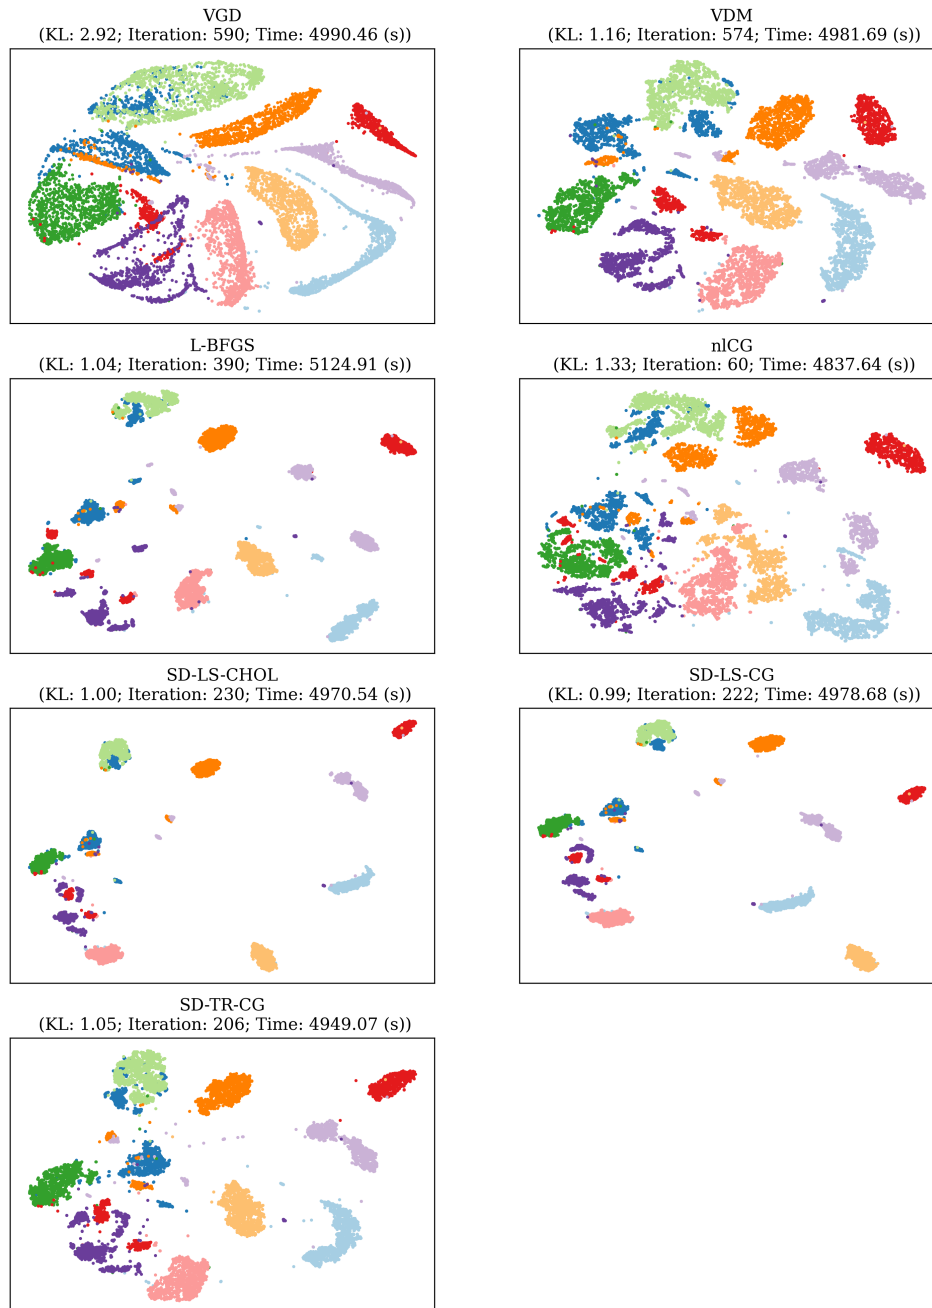 VGD
(KL: 2.92; Iteration: 590; Time: 4990.46 (s))
VDM
(KL: 1.16; Iteration: 574; Time: 4981.69 (s))
L-BFGS
(KL: 1.04; Iteration: 390; Time: 5124.91 (s))
nlCG
(KL: 1.33; Iteration: 60; Time: 4837.64 (s))
SD-LS-CHOL
(KL: 1.00; Iteration: 230; Time: 4970.54 (s))
SD-LS-CG
(KL: 0.99; Iteration: 222; Time: 4978.68 (s))
SD-TR-CG
(KL: 1.05; Iteration: 206; Time: 4949.07 (s))